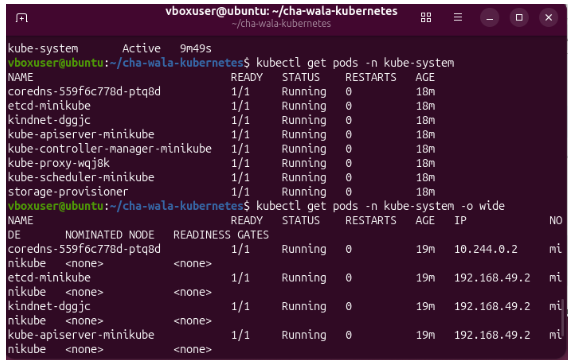 vboxuser@ubuntu: ~/cha-wala-kubernetes
~/cha-wala-kubernetes
kube-system Active 9m49s
vboxuser@ubuntu:~/cha-wala-kubernetes$ kubectl get pods -n kube-system
NAME READY STATUS RESTARTS AGE
coredns-559f6c778d-ptq8d 1/1 Running 0 18m
etcd-minikube 1/1 Running 0 18m
kindnet-dggjc 1/1 Running 0 18m
kube-apiserver-minikube 1/1 Running 0 18m
kube-controller-manager-minikube 1/1 Running 0 18m
kube-proxy-wqj8k 1/1 Running 0 18m
kube-scheduler-minikube 1/1 Running 0 18m
storage-provisioner 1/1 Running 0 18m
vboxuser@ubuntu:~/cha-wala-kubernetes$ kubectl get pods -n kube-system -o wide
NAME READY STATUS RESTARTS AGE IP NO
DE NOMINATED NODE READINESS GATES
coredns-559f6c778d-ptq8d 1/1 Running 0 19m 10.244.0.2 mi
nikube <none> <none>
etcd-minikube 1/1 Running 0 19m 192.168.49.2 mi
nikube <none> <none>
kindnet-dggjc 1/1 Running 0 19m 192.168.49.2 mi
nikube <none> <none>
kube-apiserver-minikube 1/1 Running 0 19m 192.168.49.2 mi
nikube <none> <none>